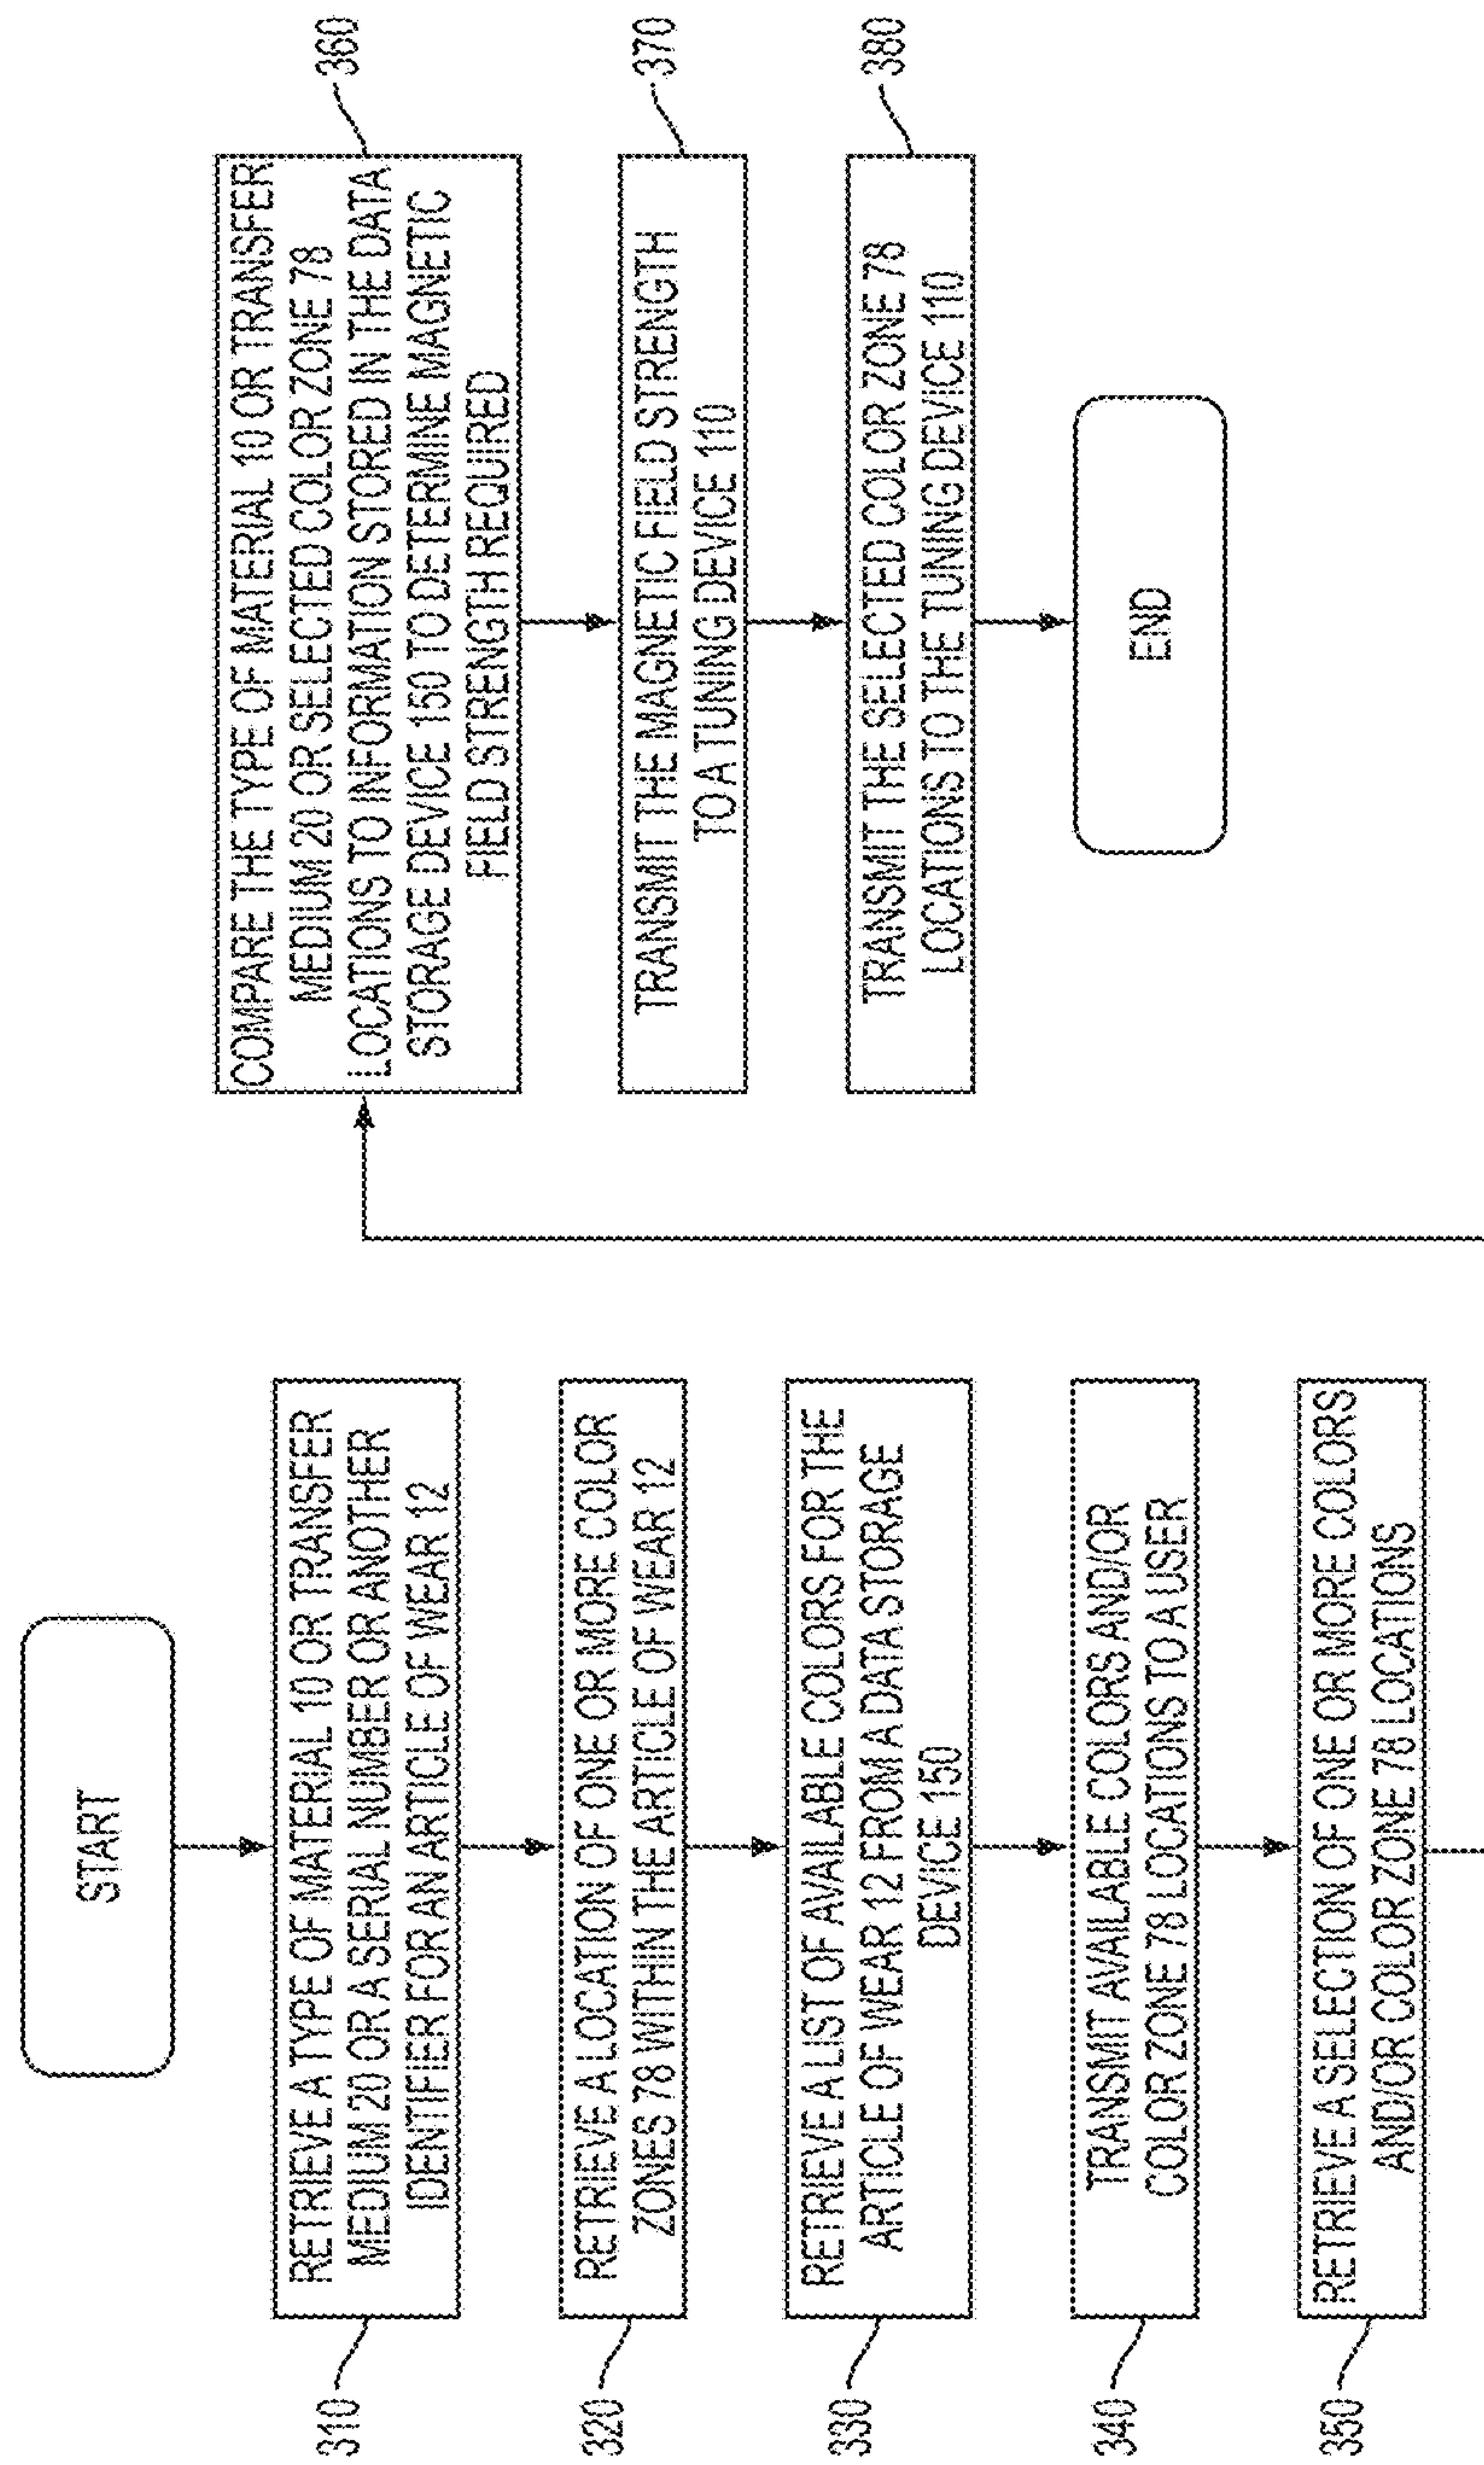 START
310
RETRIEVE A TYPE OF MATERIAL 10 OR TRANSFER
MEDIUM 20 OR A SERIAL NUMBER OR ANOTHER
IDENTIFIER FOR AN ARTICLE OF WEAR 12
320
RETRIEVE A LOCATION OF ONE OR MORE COLOR
ZONES 78 WITHIN THE ARTICLE OF WEAR 12
330
RETRIEVE A LIST OF AVAILABLE COLORS FOR THE
ARTICLE OF WEAR 12 FROM A DATA STORAGE
DEVICE 150
340
TRANSMIT AVAILABLE COLORS AND/OR
COLOR ZONE 78 LOCATIONS TO A USER
350
RETRIEVE A SELECTION OF ONE OR MORE COLORS
AND/OR COLOR ZONE 78 LOCATIONS
360
COMPARE THE TYPE OF MATERIAL 10 OR TRANSFER
MEDIUM 20 OR SELECTED COLOR ZONE 78
LOCATIONS TO INFORMATION STORED IN THE DATA
STORAGE DEVICE 150 TO DETERMINE MAGNETIC
FIELD STRENGTH REQUIRED
370
TRANSMIT THE MAGNETIC FIELD STRENGTH
TO A TUNING DEVICE 110
380
TRANSMIT THE SELECTED COLOR ZONE 78
LOCATIONS TO THE TUNING DEVICE 110
END